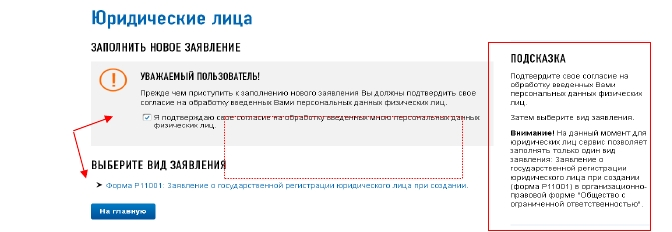 Юридические лица
ЗАПОЛНИТЬ НОВОЕ ЗАЯВЛЕНИЕ
УВАЖАЕМЫЙ ПОЛЬЗОВАТЕЛЬ!
Прежде чем приступить к заполнению нового заявления Вы должны подтвердить свое
согласие на обработку введенных Вами персональных данных физических лиц.
Я подтверждаю свое согласие на обработку введенных мною персональных данных
физических лиц.
ВЫБЕРИТЕ ВИД ЗАЯВЛЕНИЯ
Форма Р11001: Заявление о государственной регистрации юридического лица при создании.
На главную
ПОДСКАЗКА
Подтвердите свое согласие на
обработку введенных Вами
персональных данных физических
лиц.
Затем выберите вид заявления.
Внимание! На данный момент для
юридических лиц сервис позволяет
заполнять только один вид
заявления: Заявление о
государственной регистрации
юридического лица при создании
(форма Р11001) в организационно-
правовой форме "Общество с
ограниченной ответственностью".